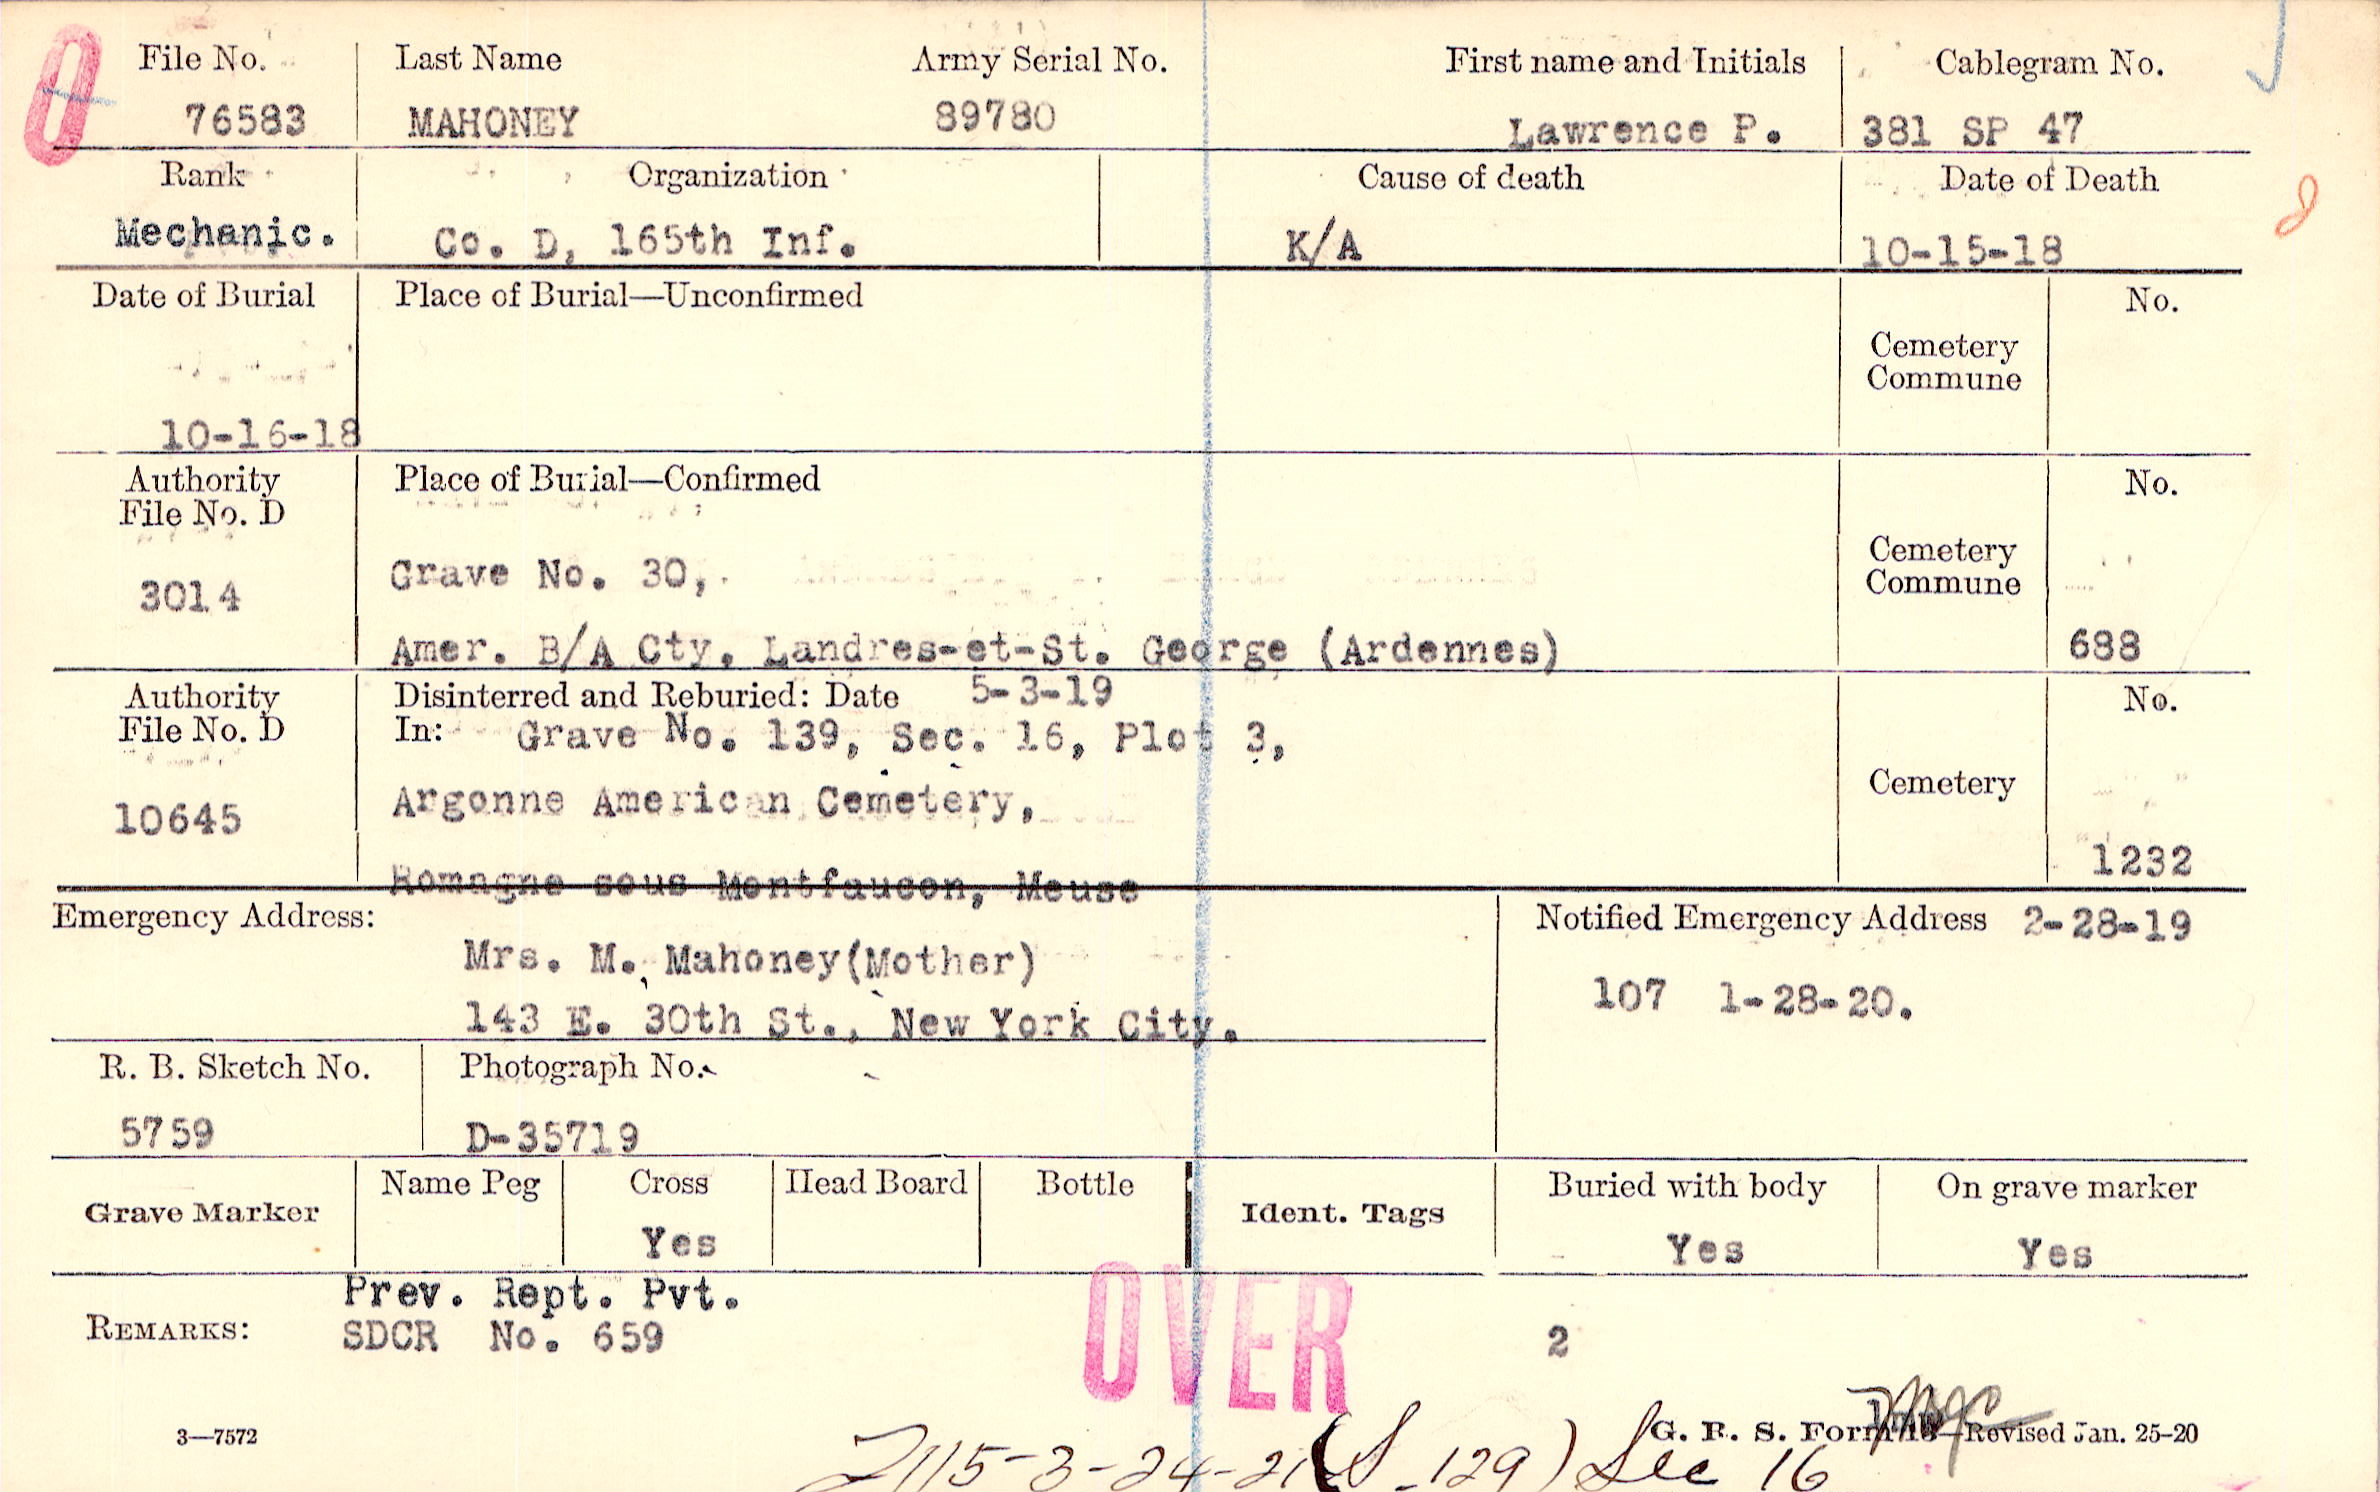 O
File No. Last Name Army Serial No. First name and Initials Cablegram No.
76583 MAHONEY 89780 Lawrence P. 381 SP 47
Rank Organization Cause of death Date of Death
Mechanic. Co. D, 165th Inf. K/A 10-15-18
Date of Burial Place of Burial—Unconfirmed No.
Cemetery
Commune
10-16-18
Authority Place of Burial—Confirmed No.
File No. D
Cemetery
Grave No. 30, Commune
3014
Amer. B/A Cty. Landres-et-St. George (Ardennes) 688
Authority Disinterred and Reburied: Date 5-3-19 No.
File No. D In: Grave No. 139, Sec. 16, Plot 3,
Argonne American Cemetery, Cemetery
10645
Romagne sous Montfaucon, Meuse 1232
Emergency Address: Notified Emergency Address 2-28-19
Mrs. M. Mahoney(Mother)
107 1-28-20.
143 E. 30th St., New York City.
R. B. Sketch No. Photograph No.
5759 D-35719
Name Peg Cross Head Board Bottle Buried with body On grave marker
Grave Marker Ident. Tags
Yes Yes Yes
Prev. Rept. Pvt.
REMARKS: SDCR No. 659 2
OVER
3—7572 G. R. S. Form Revised Jan. 25-20
2115-3-24-21 (S-129) Sec 16